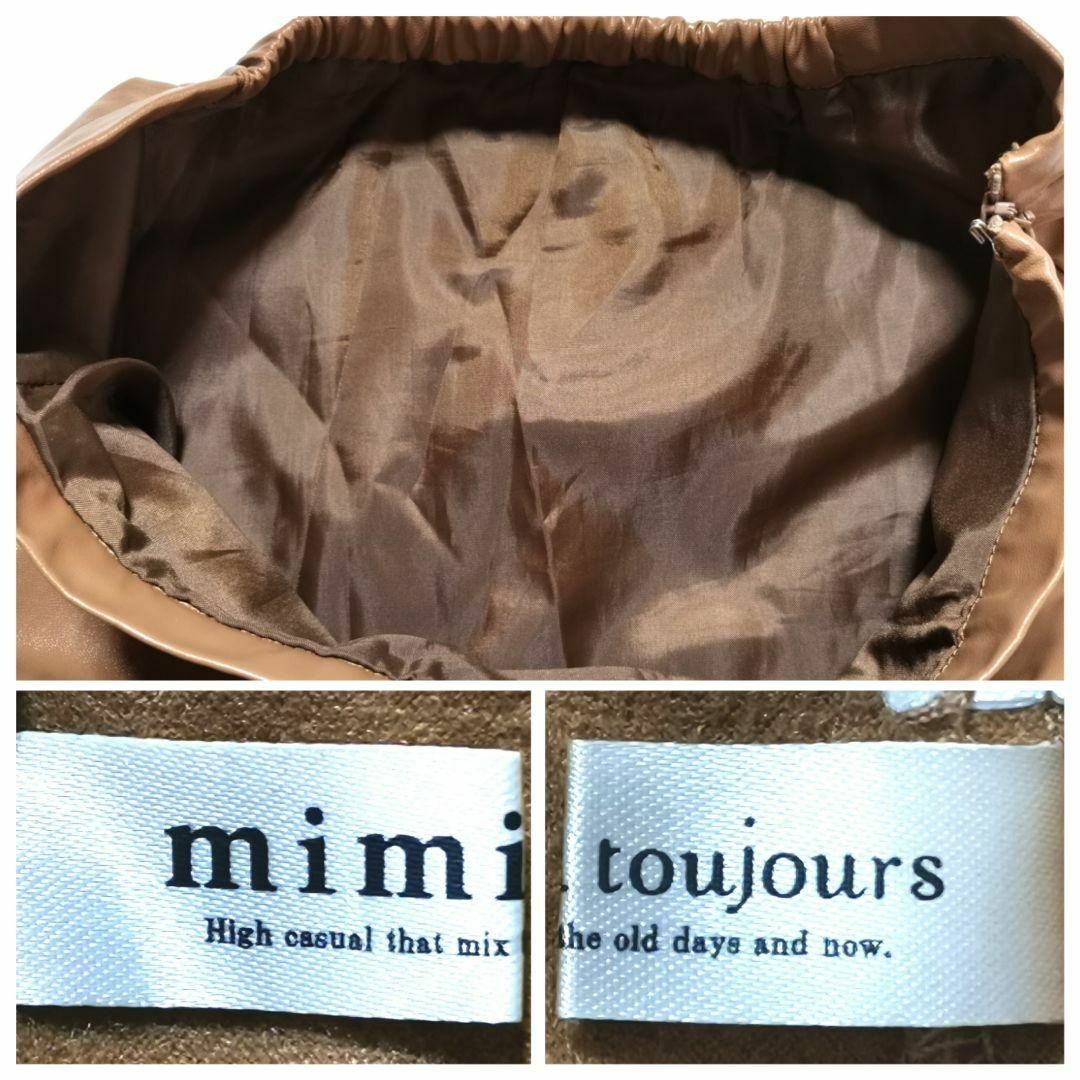 mimi
High casual that mix
. toujours
the old days and now.